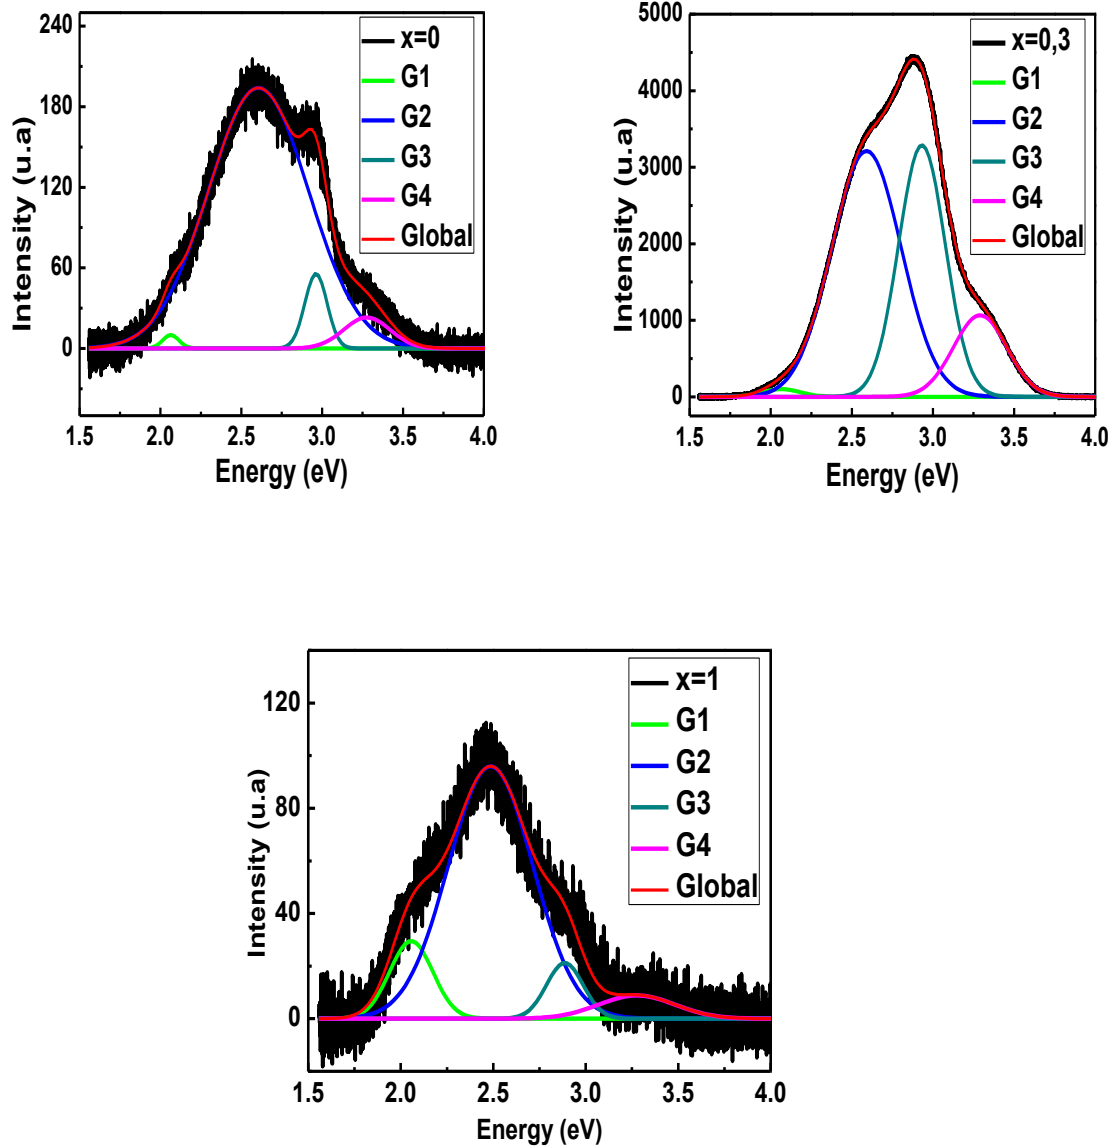 240
180
120
60
0
Intensity (u.a)
x=0
G1
G2
G3
G4
Global
1.5 2.0 2.5 3.0 3.5 4.0
Energy (eV)
5000
4000
3000
2000
1000
0
Intensity (u.a)
x=0,3
G1
G2
G3
G4
Global
1.5 2.0 2.5 3.0 3.5 4.0
Energy (eV)
120
80
40
0
Intensity (u.a)
x=1
G1
G2
G3
G4
Global
1.5 2.0 2.5 3.0 3.5 4.0
Energy (eV)